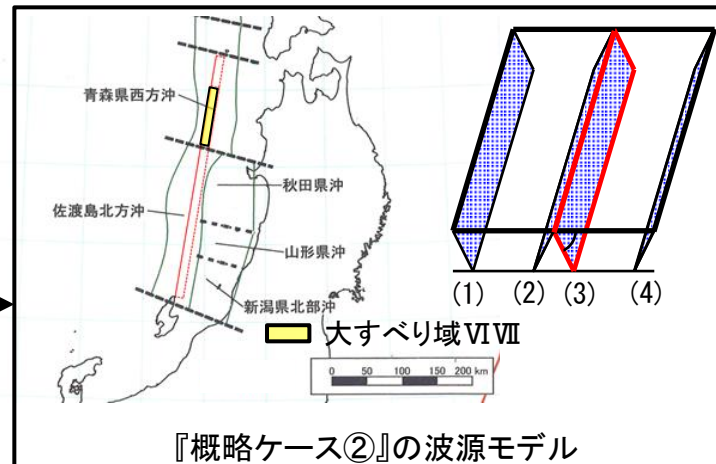 青森県西方沖
秋田県沖
佐渡島北方沖
山形県沖
新潟県北部沖
大すべり域ⅥⅦ
0 50 100 150 200 km
(1) (2) (3) (4)
『概略ケース②』の波源モデル